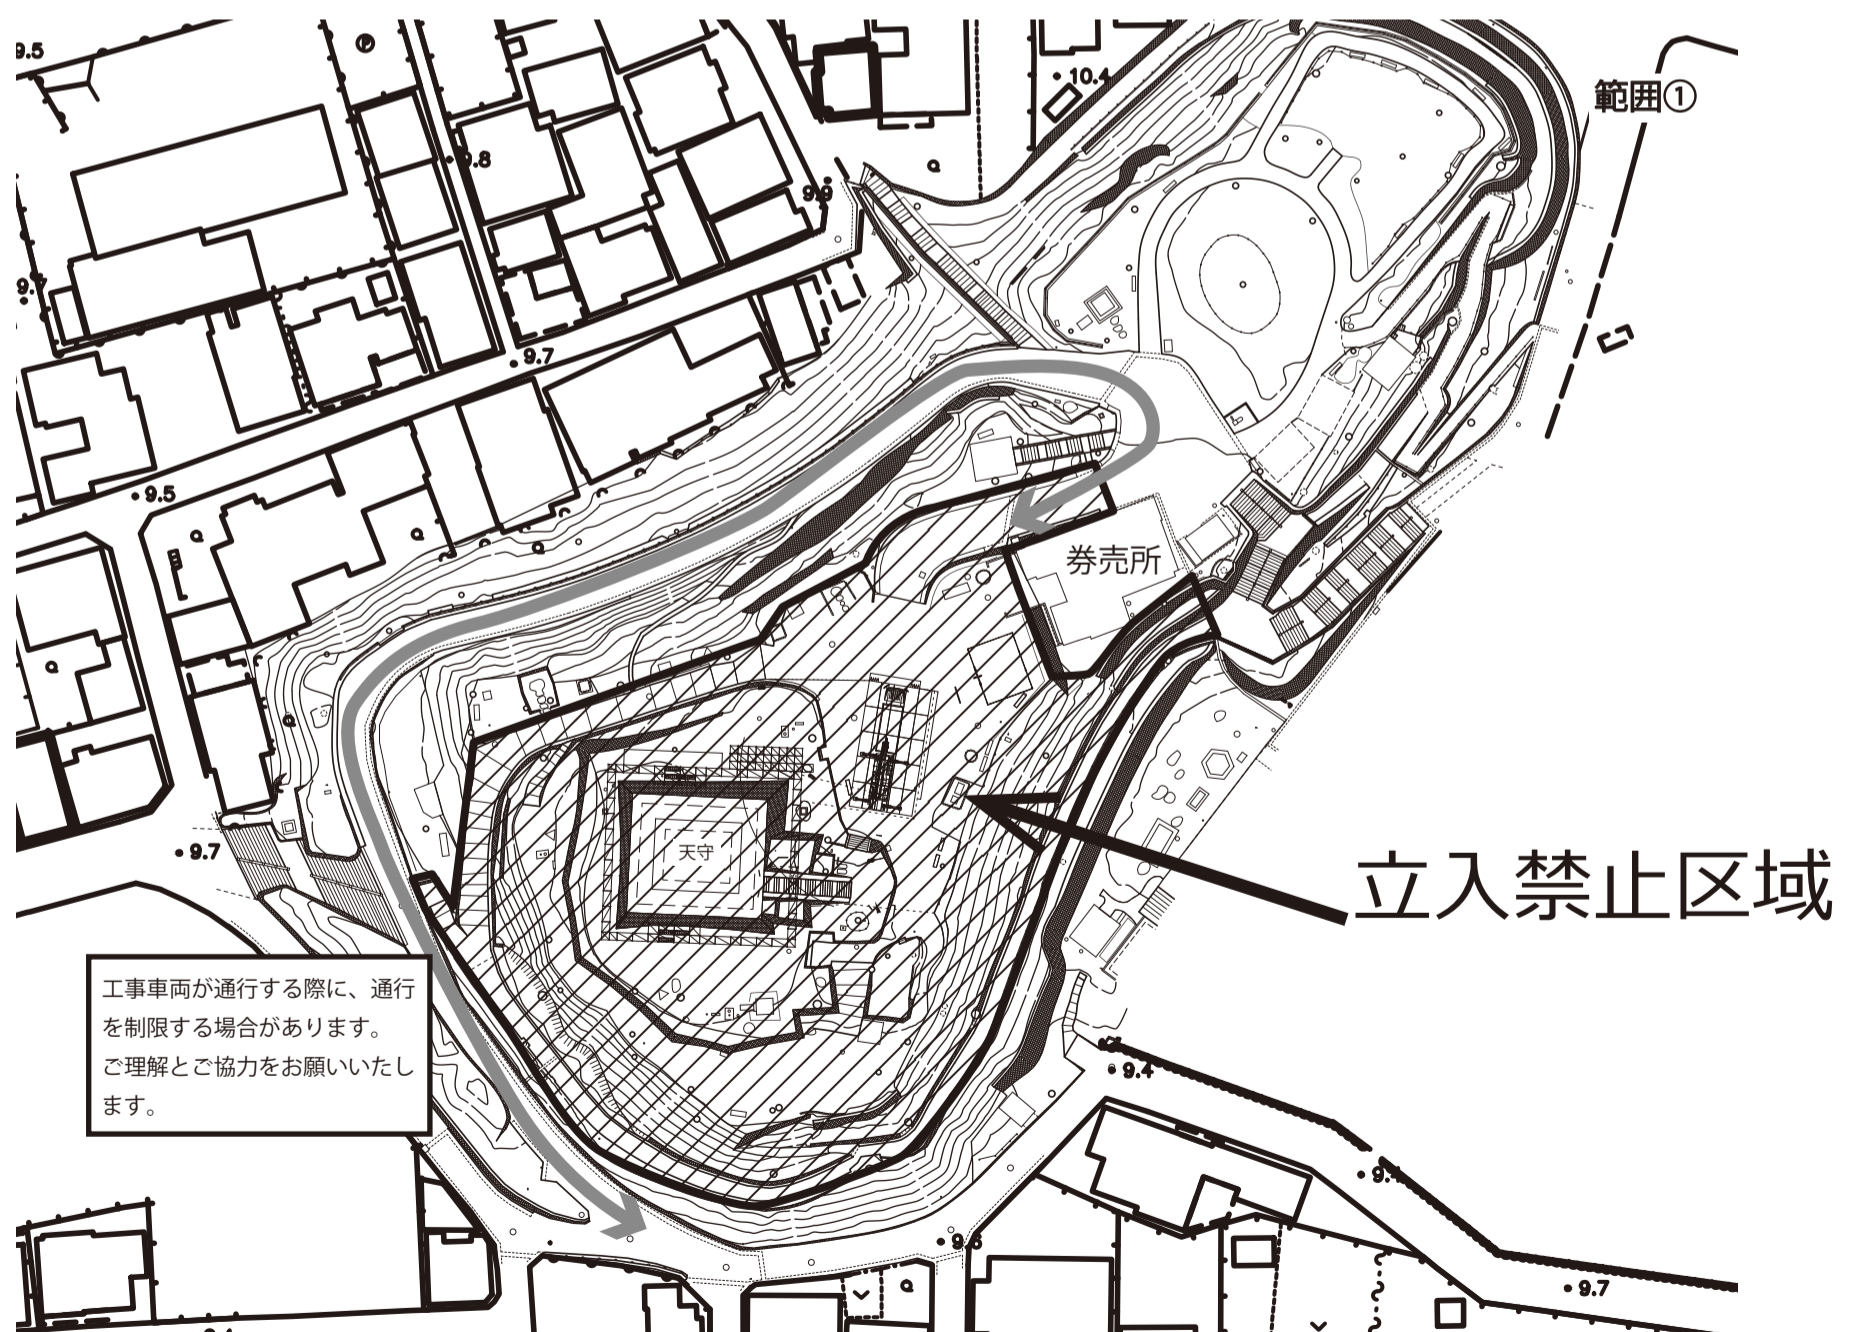 9.5
Ⓟ
10.4
範囲①
9.8
9.9
9.7
9.5
券売所
天守
9.7
立入禁止区域
工事車両が通行する際に、通行
を制限する場合があります。
ご理解とご協力をお願いいたし
ます。
9.4
9.7